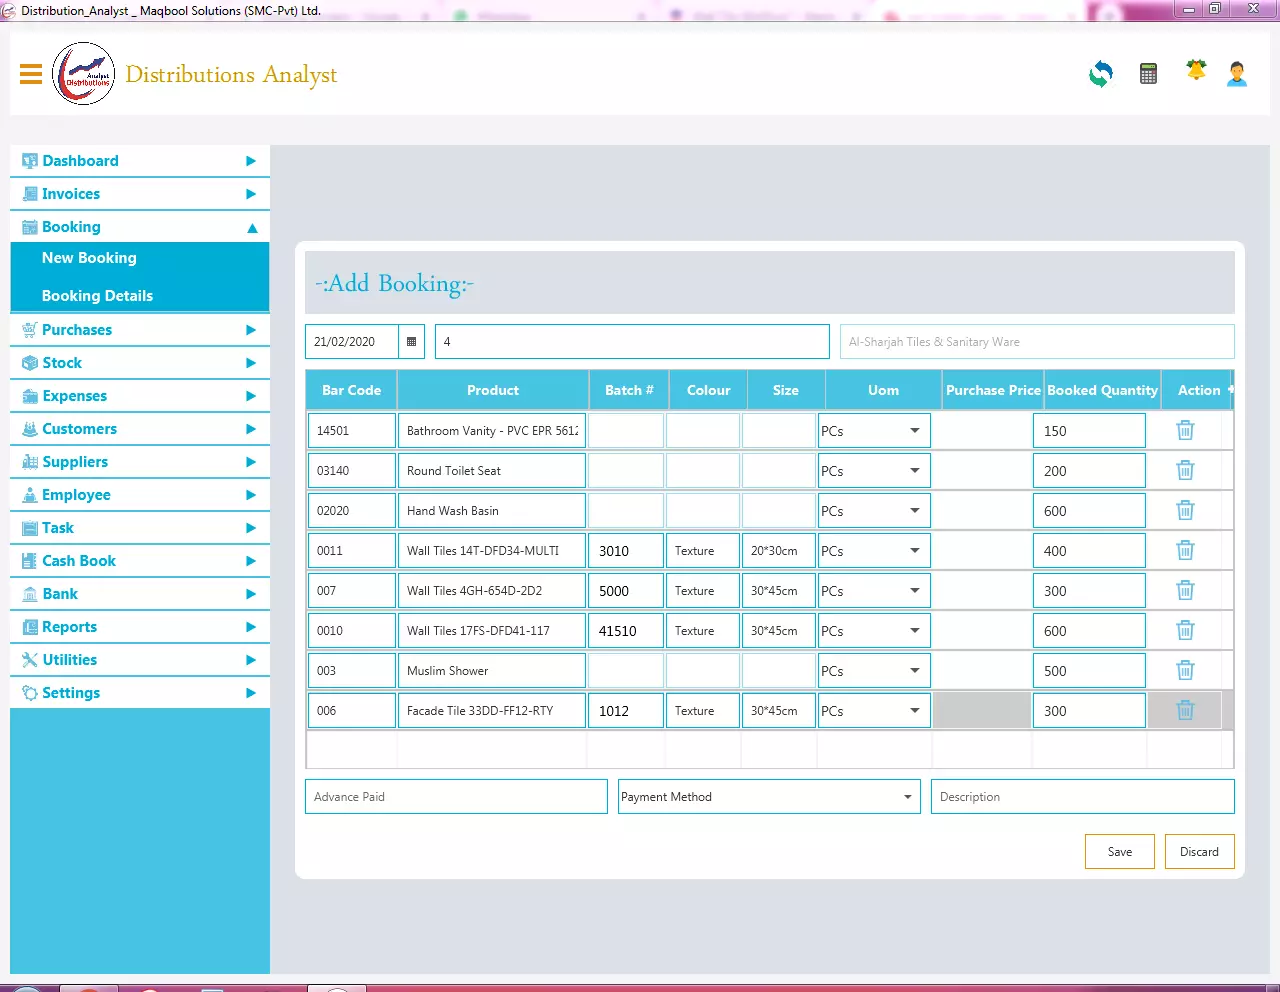 Distribution_Analyst _ Maqbool Solutions (SMC-Pvt) Ltd.
Analyst
Distributions
Distributions Analyst
Dashboard
Invoices
Booking
New Booking
Booking Details
Purchases
Stock
Expenses
Customers
Suppliers
Employee
Task
Cash Book
Bank
Reports
Utilities
Settings
-:Add Booking:-
21/02/2020 4 Al-Sharjah Tiles & Sanitary Ware
Bar Code Product Batch # Colour Size Uom Purchase Price Booked Quantity Action +
14501 Bathroom Vanity - PVC EPR 5612 PCs 150
03140 Round Toilet Seat PCs 200
02020 Hand Wash Basin PCs 600
0011 Wall Tiles 14T-DFD34-MULTI 3010 Texture 20*30cm PCs 400
007 Wall Tiles 4GH-654D-2D2 5000 Texture 30*45cm PCs 300
0010 Wall Tiles 17FS-DFD41-117 41510 Texture 30*45cm PCs 600
003 Muslim Shower PCs 500
006 Facade Tile 33DD-FF12-RTY 1012 Texture 30*45cm PCs 300
Advance Paid Payment Method Description
Save Discard